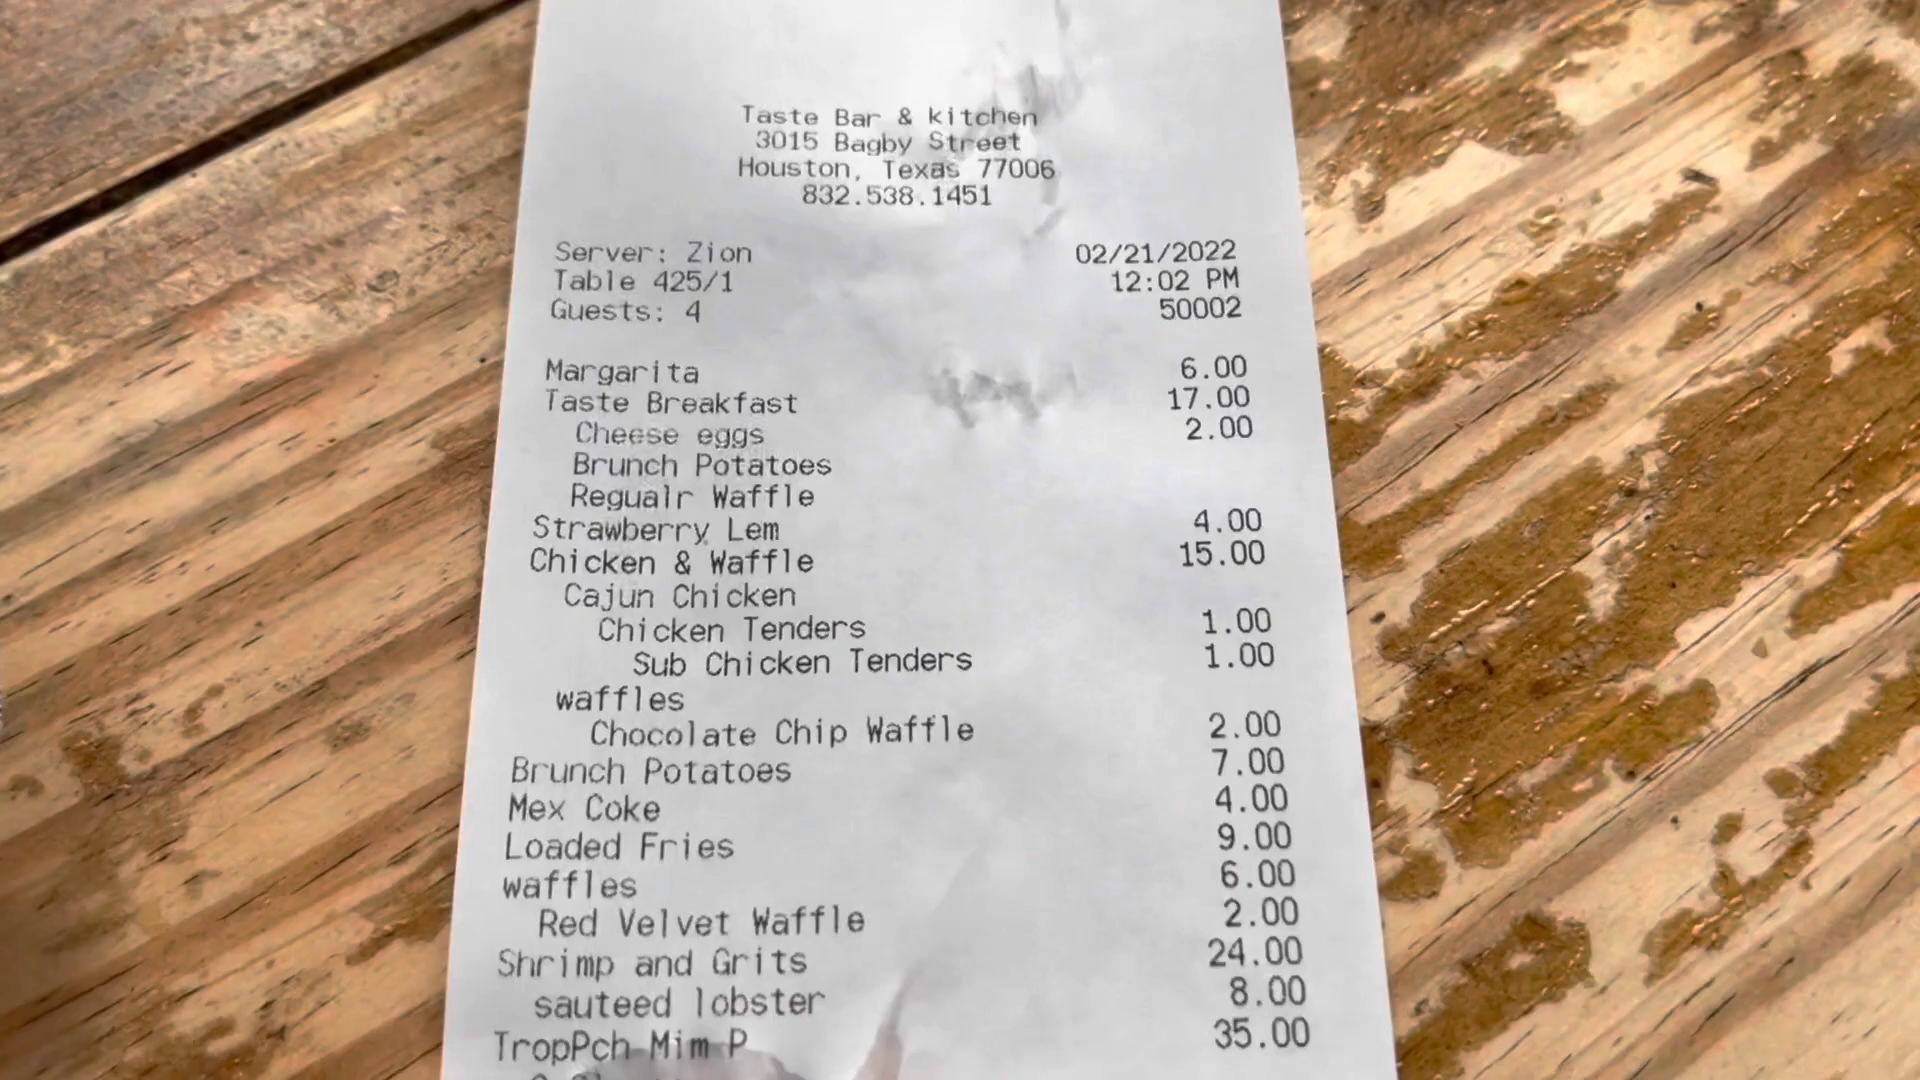 Taste Bar & kitchen
3015 Bagby Street
Houston, Texas 77006
832.538.1451
Server: Zion 02/21/2022
Table 425/1 12:02 PM
Guests: 4 50002
Margarita 6.00
Taste Breakfast 17.00
Cheese eggs 2.00
Brunch Potatoes
Regualr Waffle
Strawberry Lem 4.00
Chicken & Waffle 15.00
Cajun Chicken
Chicken Tenders 1.00
Sub Chicken Tenders 1.00
waffles
Chocolate Chip Waffle 2.00
Brunch Potatoes 7.00
Mex Coke 4.00
Loaded Fries 9.00
waffles 6.00
Red Velvet Waffle 2.00
Shrimp and Grits 24.00
sauteed lobster 8.00
TropPch Mim P 35.00